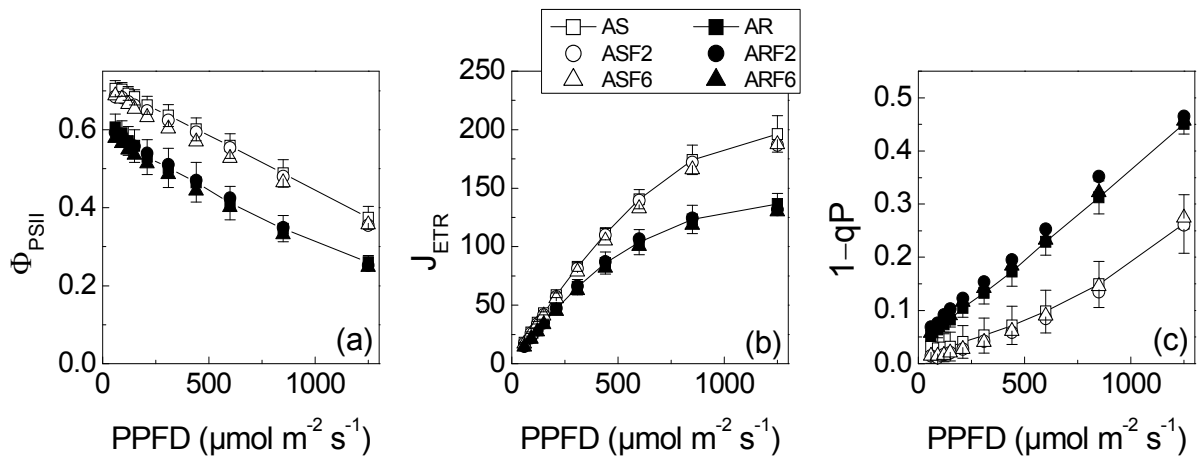 AS AR
ASF2 ARF2
ASF6 ARF6
Φ_PSII
0.6
0.4
0.2
0.0
0 500 1000
PPFD (μmol m⁻² s⁻¹)
(a)
J_ETR
250
200
150
100
50
0
0 500 1000
PPFD (μmol m⁻² s⁻¹)
(b)
1−qP
0.5
0.4
0.3
0.2
0.1
0.0
0 500 1000
PPFD (μmol m⁻² s⁻¹)
(c)